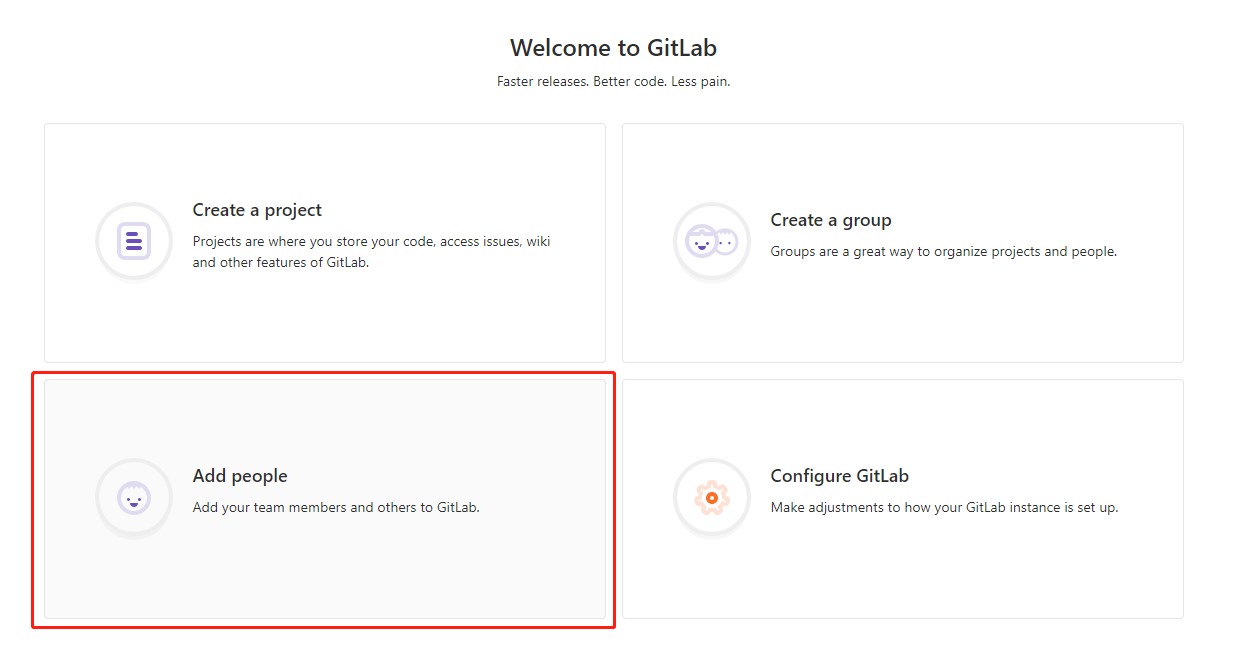 Welcome to GitLab
Faster releases. Better code. Less pain.
Create a project
Projects are where you store your code, access issues, wiki
and other features of GitLab.
Create a group
Groups are a great way to organize projects and people.
Add people
Add your team members and others to GitLab.
Configure GitLab
Make adjustments to how your GitLab instance is set up.